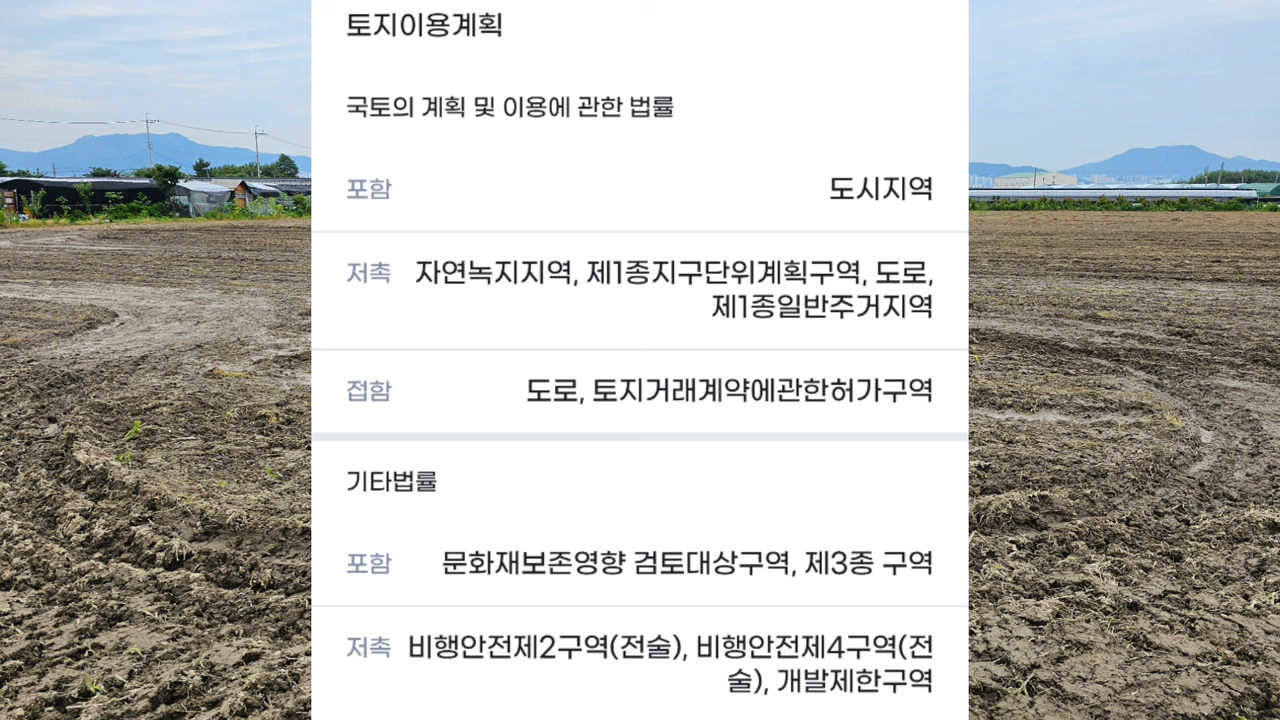 토지이용계획
국토의 계획 및 이용에 관한 법률
포함 도시지역
저촉 자연녹지지역, 제1종지구단위계획구역, 도로,
제1종일반주거지역
접함 도로, 토지거래계약에관한허가구역
기타법률
포함 문화재보존영향 검토대상구역, 제3종 구역
저촉 비행안전제2구역(전술), 비행안전제4구역(전
술), 개발제한구역